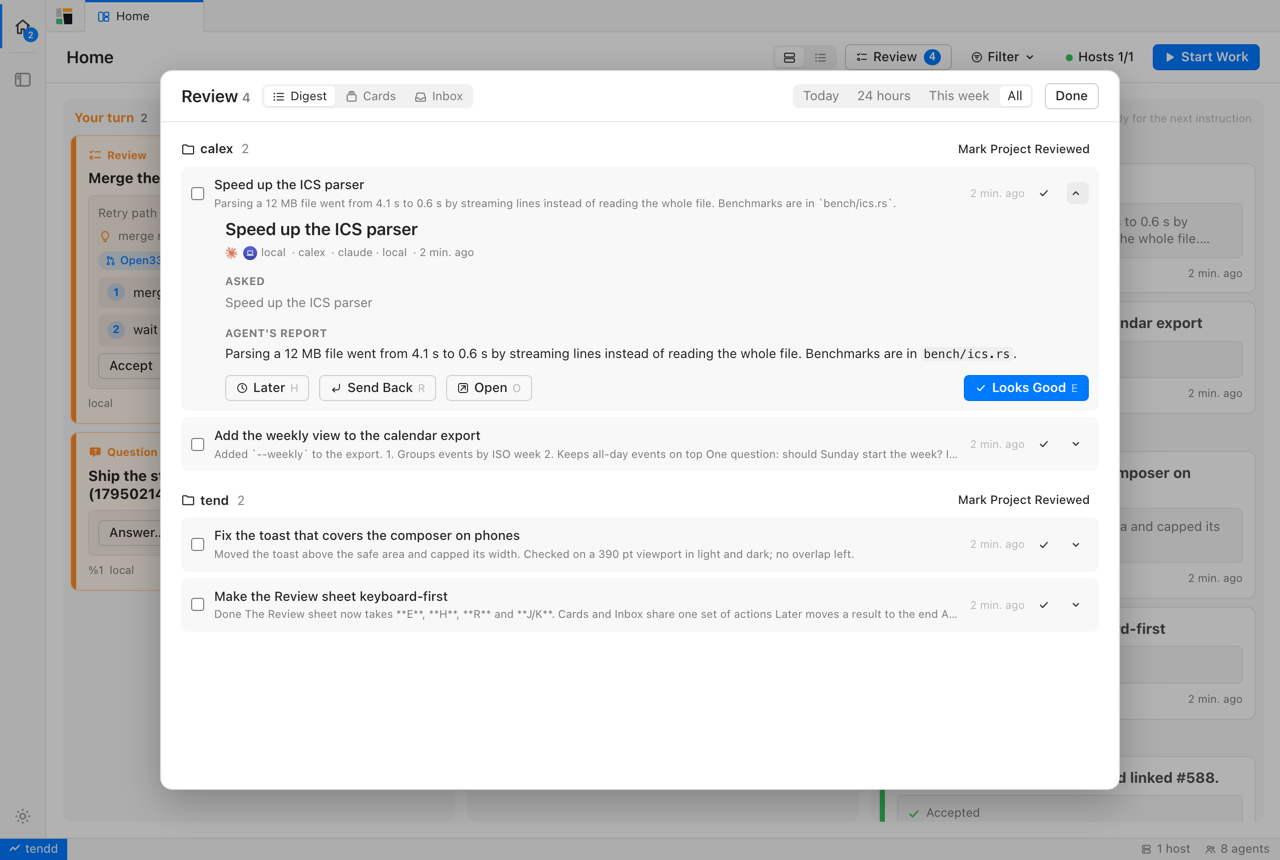 2
Home
Home
Review 4
Filter
Hosts 1/1
Start Work
Your turn 2
Review
Merge the
Retry path
merge
Open33
1 merg
2 wait
Accept
local
Question
Ship the s
(17950214
Answer...
%1 local
Review 4
Digest
Cards
Inbox
Today
24 hours
This week
All
Done
calex 2
Mark Project Reviewed
Speed up the ICS parser
Parsing a 12 MB file went from 4.1 s to 0.6 s by streaming lines instead of reading the whole file. Benchmarks are in `bench/ics.rs`.
2 min. ago
Speed up the ICS parser
local · calex · claude · local · 2 min. ago
ASKED
Speed up the ICS parser
AGENT'S REPORT
Parsing a 12 MB file went from 4.1 s to 0.6 s by streaming lines instead of reading the whole file. Benchmarks are in bench/ics.rs.
Later H
Send Back R
Open O
Looks Good E
Add the weekly view to the calendar export
Added `--weekly` to the export. 1. Groups events by ISO week 2. Keeps all-day events on top One question: should Sunday start the week? I...
2 min. ago
tend 2
Mark Project Reviewed
Fix the toast that covers the composer on phones
Moved the toast above the safe area and capped its width. Checked on a 390 pt viewport in light and dark; no overlap left.
2 min. ago
Make the Review sheet keyboard-first
Done The Review sheet now takes **E**, **H**, **R** and **J/K**. Cards and Inbox share one set of actions Later moves a result to the end A...
2 min. ago
dy for the next instruction
to 0.6 s by
he whole file....
2 min. ago
ndar export
2 min. ago
mposer on
a and capped its
2 min. ago
rd-first
2 min. ago
d linked #588.
Accepted
tendd
1 host
8 agents